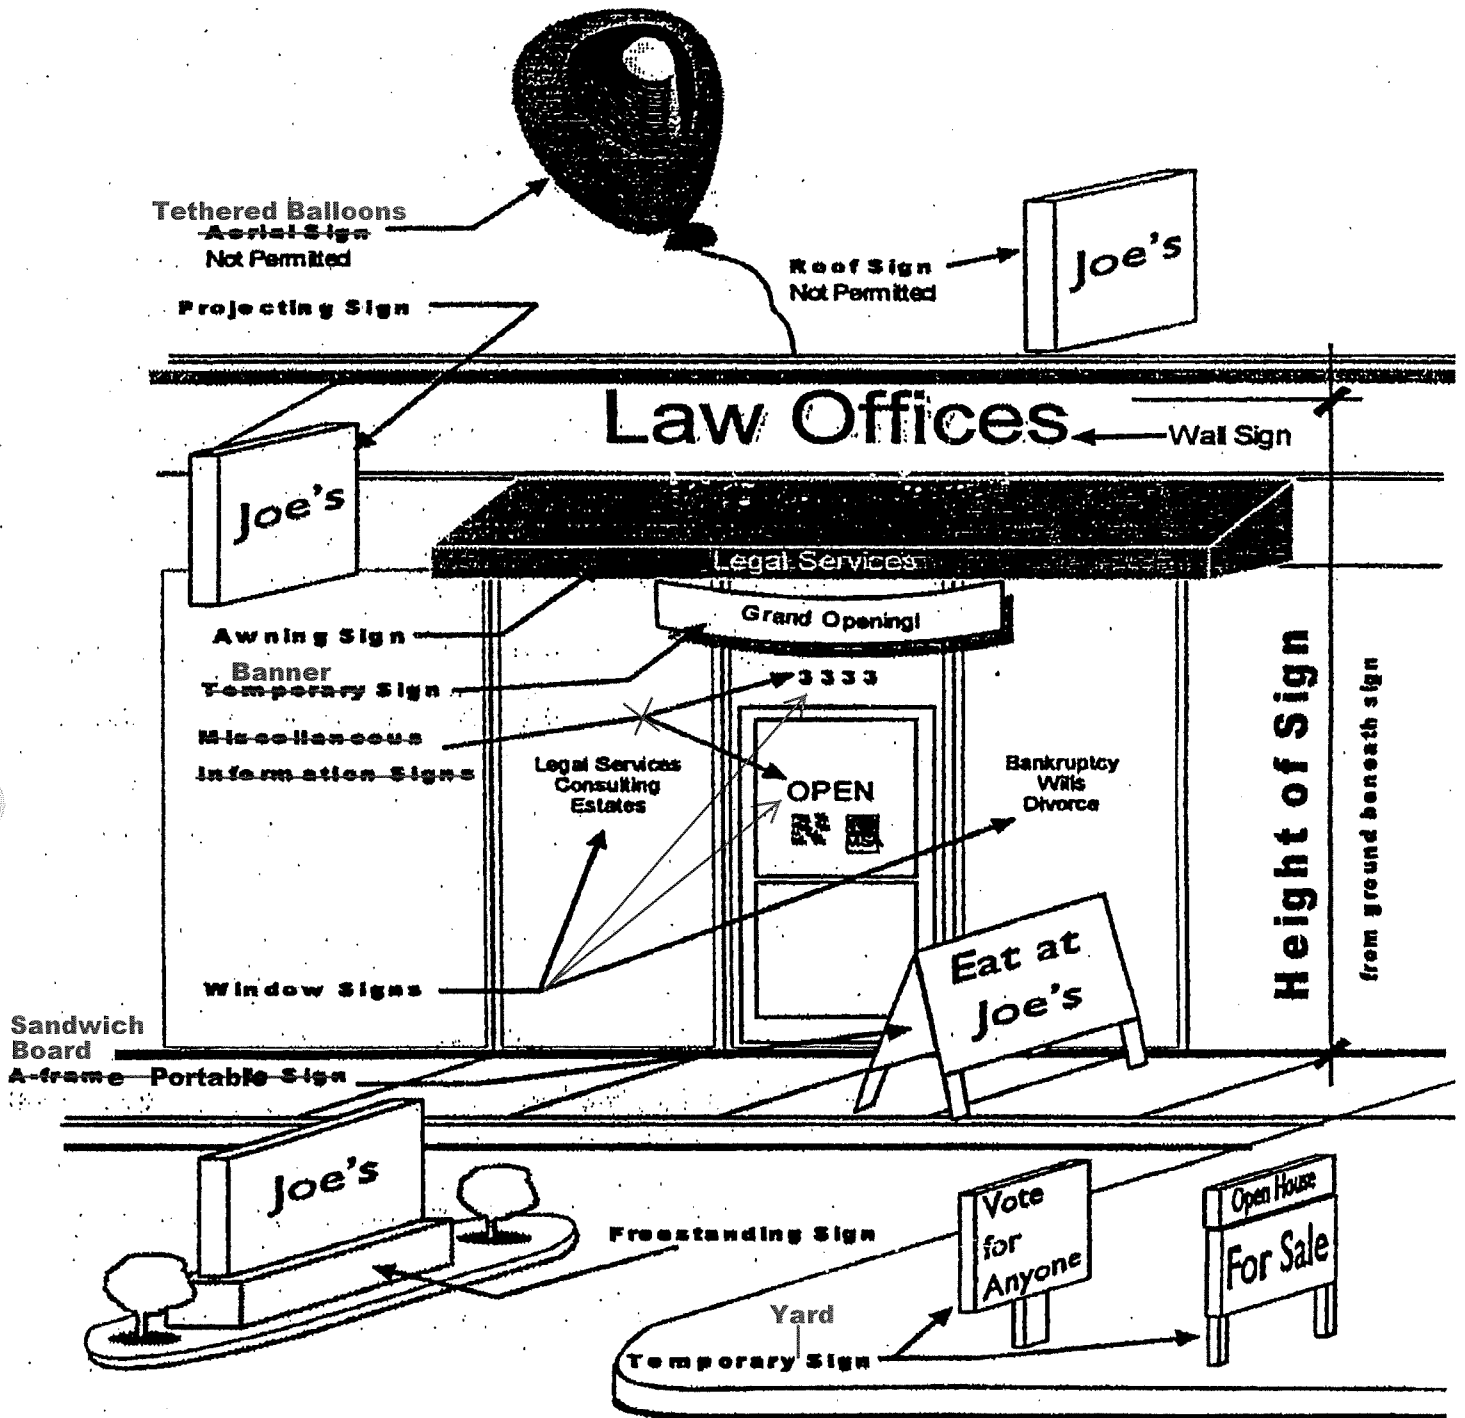 Tethered Balloons
Aerial Sign
Not Permitted
Roof Sign
Not Permitted
Joe's
Projecting Sign
Law Offices
Wall Sign
Joe's
Legal Services
Grand Opening!
Awning Sign
Banner
Temporary Sign
3333
Miscellaneous
Information Signs
Legal Services
Consulting
Estates
OPEN
Bankruptcy
Wills
Divorce
Height of Sign
from ground beneath sign
Eat at
Joe's
Window Signs
Sandwich
Board
A-frame Portable Sign
Joe's
Freestanding Sign
Vote
for
Anyone
Open House
For Sale
Yard
Temporary Sign